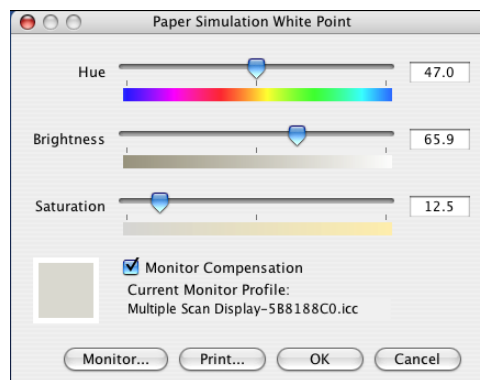 Paper Simulation White Point
Hue 47.0
Brightness 65.9
Saturation 12.5
Monitor Compensation
Current Monitor Profile:
Multiple Scan Display-5B8188C0.icc
Monitor... Print... OK Cancel